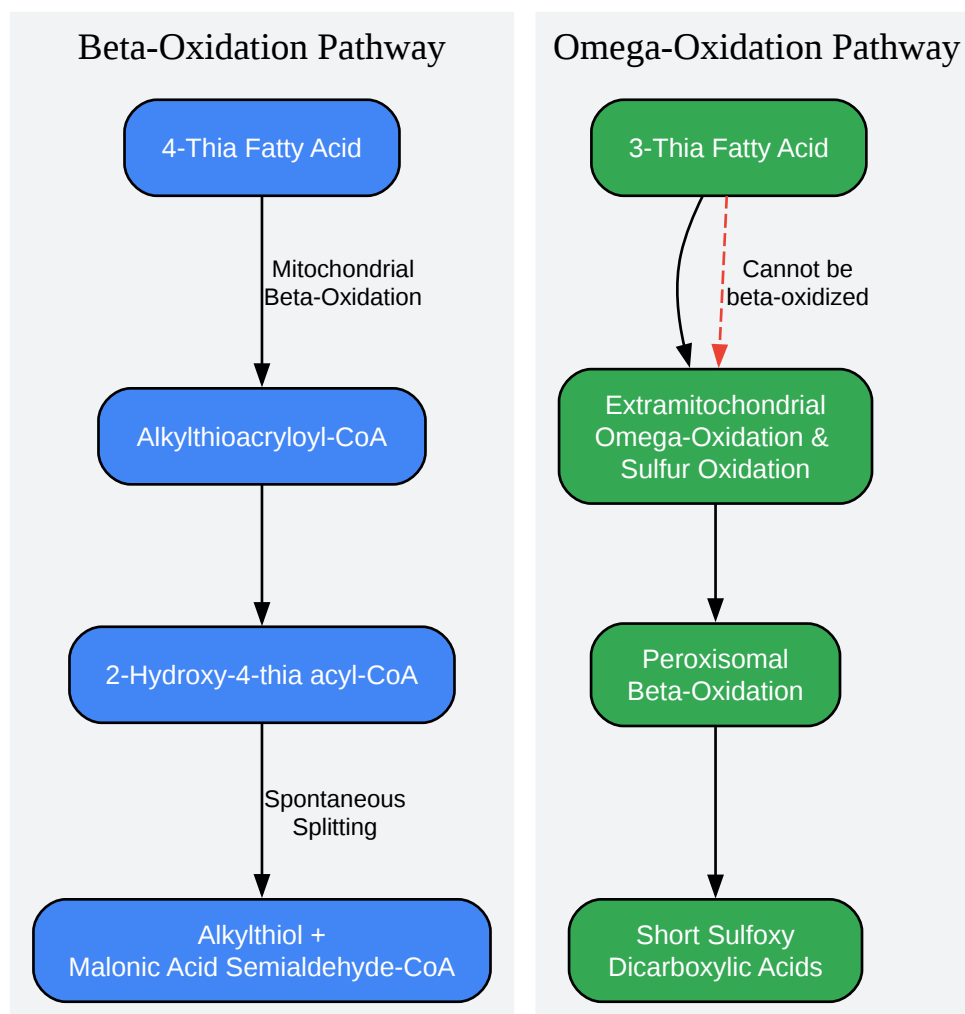 Beta-Oxidation Pathway
4-Thia Fatty Acid
Mitochondrial
Beta-Oxidation
Alkylthioacryloyl-CoA
2-Hydroxy-4-thia acyl-CoA
Spontaneous
Splitting
Alkylthiol +
Malonic Acid Semialdehyde-CoA
Omega-Oxidation Pathway
3-Thia Fatty Acid
Cannot be
beta-oxidized
Extramitochondrial
Omega-Oxidation &
Sulfur Oxidation
Peroxisomal
Beta-Oxidation
Short Sulfoxy
Dicarboxylic Acids